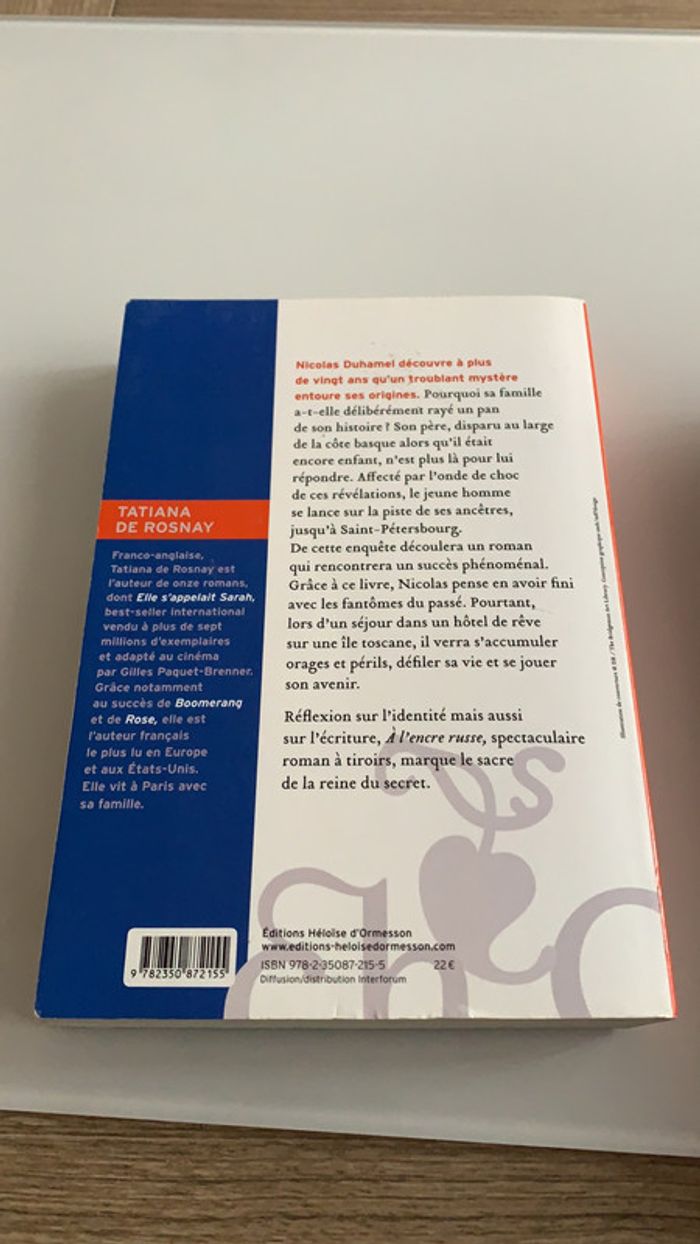 Nicolas Duhamel découvre à plus
de vingt ans qu'un troublant mystère
entoure ses origines. Pourquoi sa famille
a-t-elle délibérément rayé un pan
de son histoire ? Son père, disparu au large
de la côte basque alors qu'il était
encore enfant, n'est plus là pour lui
répondre. Affecté par l'onde de choc
de ces révélations, le jeune homme
se lance sur la piste de ses ancêtres,
jusqu'à Saint-Pétersbourg.
De cette enquête découlera un roman
qui rencontrera un succès phénoménal.
Grâce à ce livre, Nicolas pense en avoir fini
avec les fantômes du passé. Pourtant,
lors d'un séjour dans un hôtel de rêve
sur une île toscane, il verra s'accumuler
orages et périls, défiler sa vie et se jouer
son avenir.
Réflexion sur l'identité mais aussi
sur l'écriture, À l'encre russe, spectaculaire
roman à tiroirs, marque le sacre
de la reine du secret.
TATIANA
DE ROSNAY
Franco-anglaise,
Tatiana de Rosnay est
l'auteur de onze romans,
dont Elle s'appelait Sarah,
best-seller international
vendu à plus de sept
millions d'exemplaires
et adapté au cinéma
par Gilles Paquet-Brenner.
Grâce notamment
au succès de Boomerang
et de Rose, elle est
l'auteur français
le plus lu en Europe
et aux États-Unis.
Elle vit à Paris avec
sa famille.
9 782350 872155
Éditions Héloïse d'Ormesson
www.editions-heloisedormesson.com
ISBN 978-2-35087-215-5 22 €
Diffusion/distribution Interforum